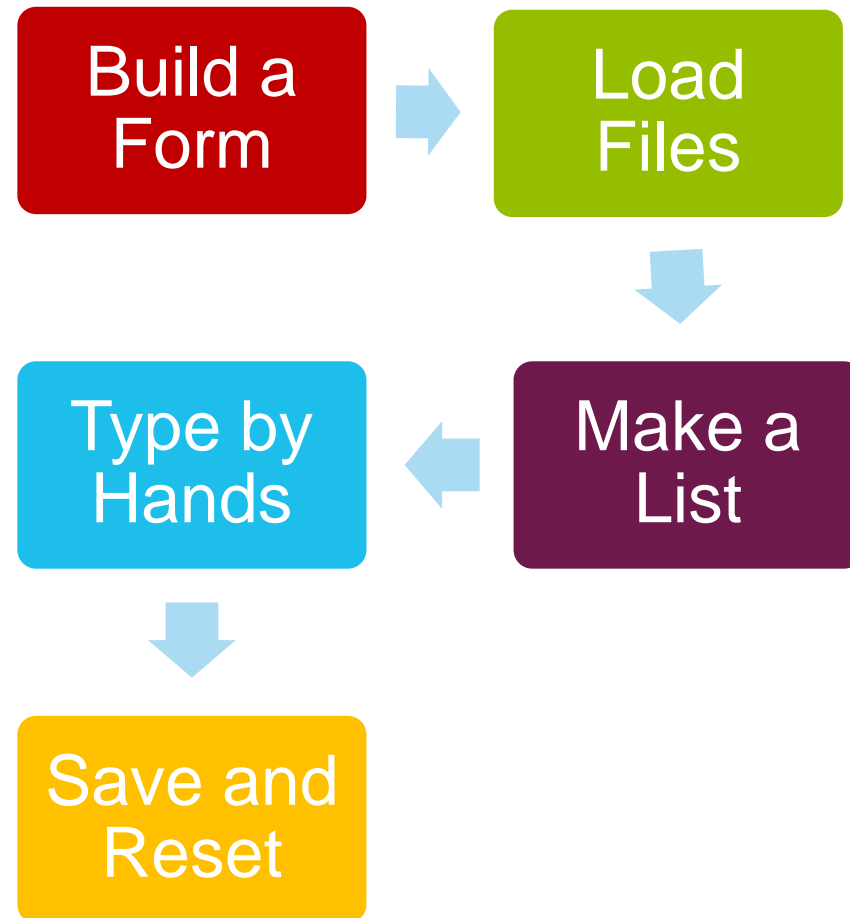 Build a
Form
Load
Files
Make a
List
Type by
Hands
Save and
Reset